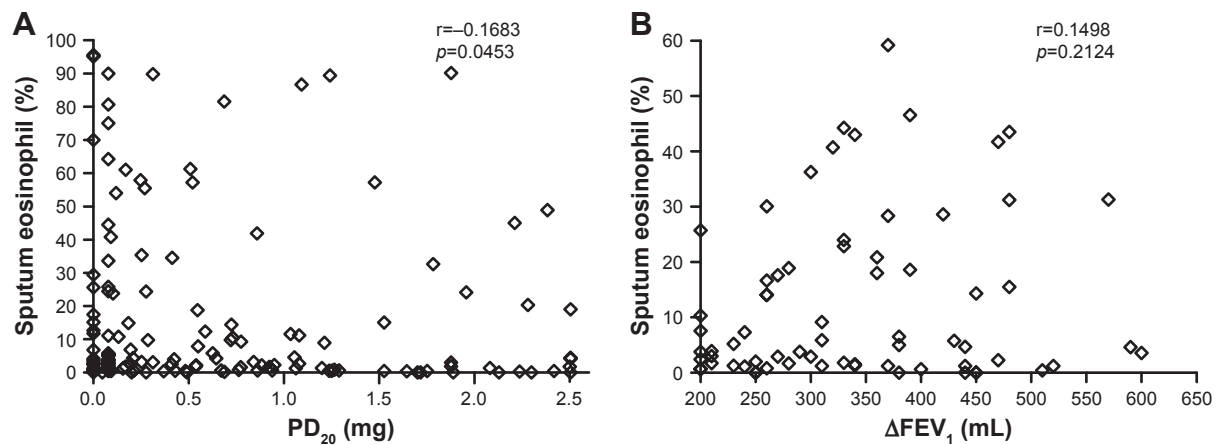 A
r=–0.1683
p=0.0453
Sputum eosinophil (%)
100
90
80
70
60
50
40
30
20
10
0
0.0 0.5 1.0 1.5 2.0 2.5
PD20 (mg)
B
r=0.1498
p=0.2124
Sputum eosinophil (%)
60
50
40
30
20
10
0
200 250 300 350 400 450 500 550 600 650
ΔFEV1 (mL)